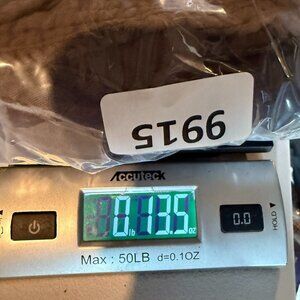 9915
Accuteck
0 lb 13.5 oz
0.0
HOLD ▼
Max : 50LB d=0.1OZ